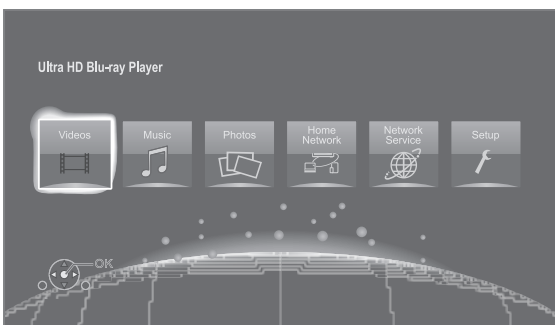 Ultra HD Blu-ray Player
Videos
Music
Photos
Home
Network
Network
Service
Setup
OK